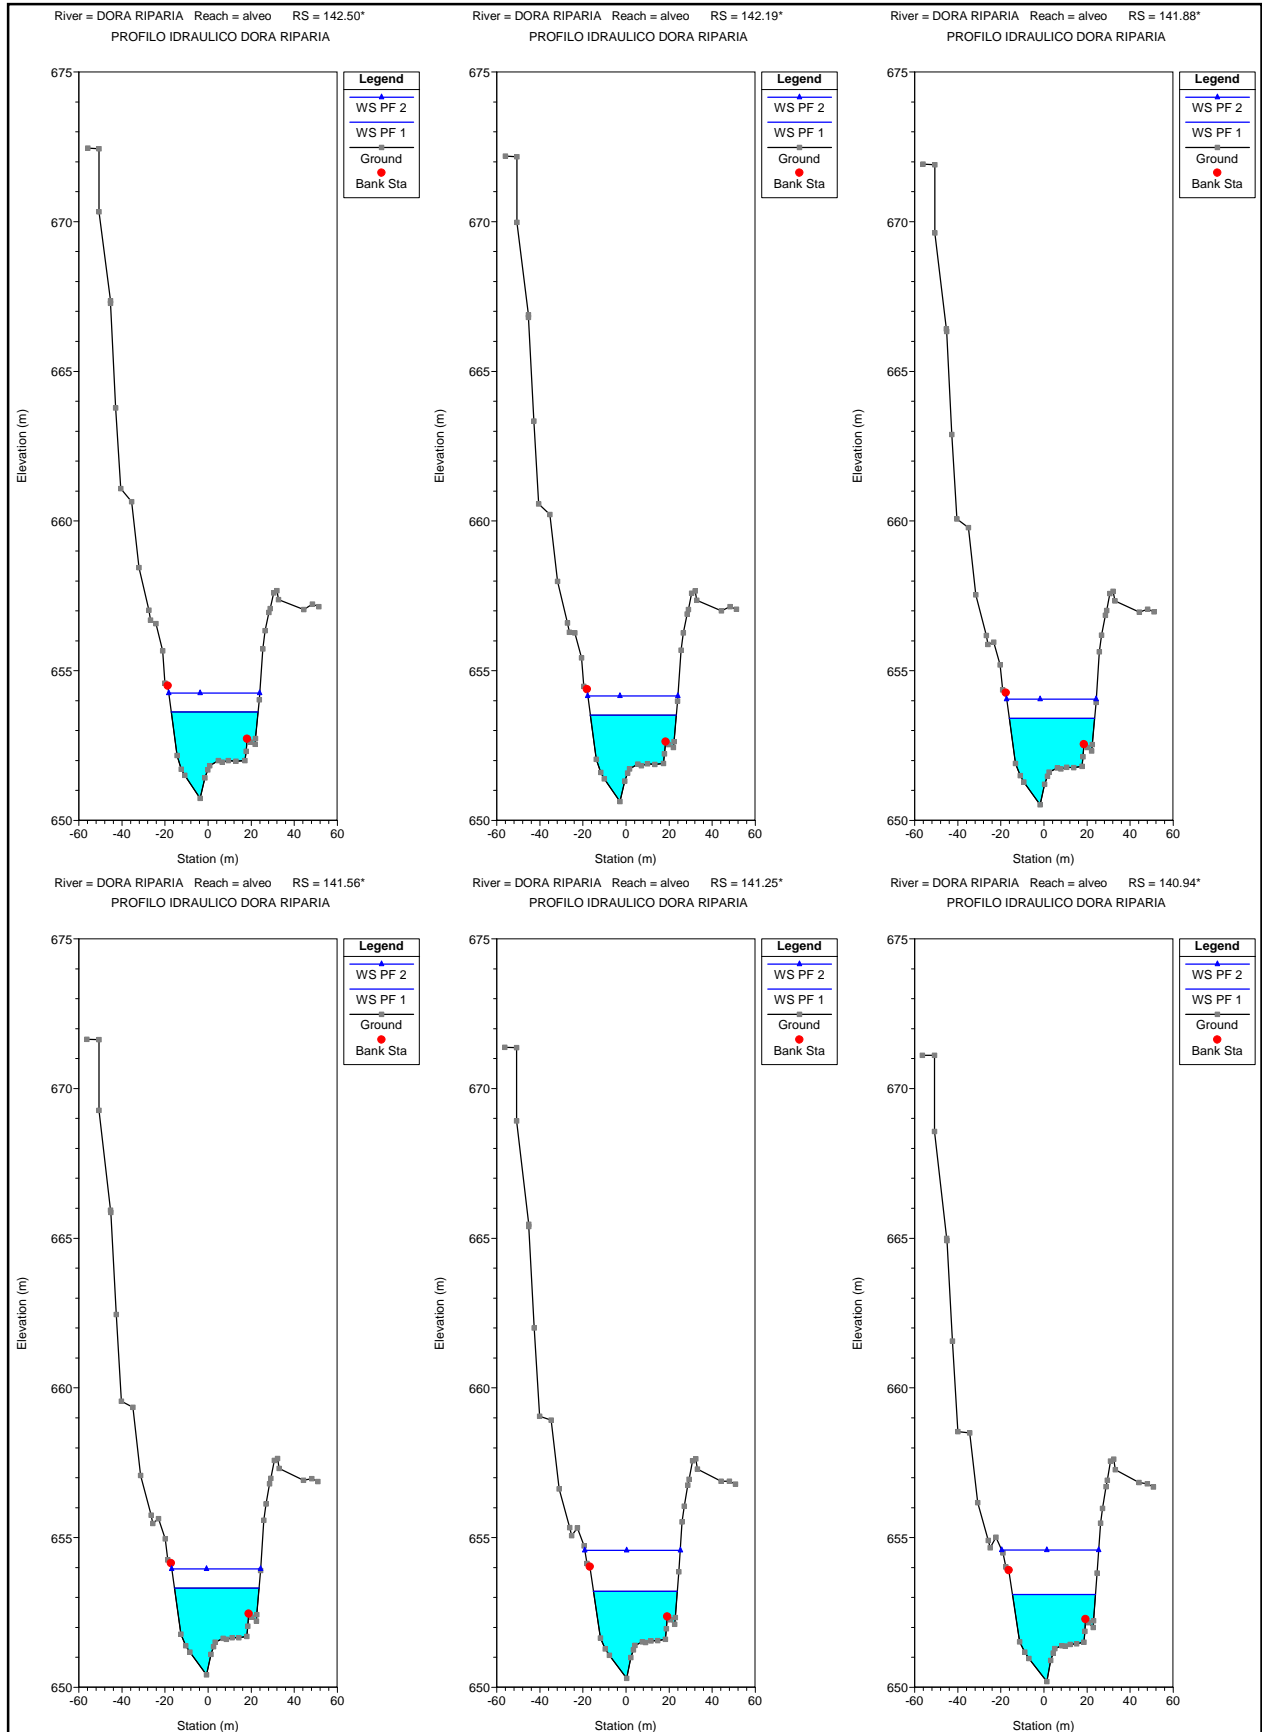 River = DORA RIPARIA Reach = alveo RS = 142.50*
PROFILO IDRAULICO DORA RIPARIA
675
670
665
660
655
650
Elevation (m)
-60 -40 -20 0 20 40 60
Station (m)
Legend
WS PF 2
WS PF 1
Ground
Bank Sta
River = DORA RIPARIA Reach = alveo RS = 142.19*
PROFILO IDRAULICO DORA RIPARIA
675
670
665
660
655
650
Elevation (m)
-60 -40 -20 0 20 40 60
Station (m)
Legend
WS PF 2
WS PF 1
Ground
Bank Sta
River = DORA RIPARIA Reach = alveo RS = 141.88*
PROFILO IDRAULICO DORA RIPARIA
675
670
665
660
655
650
Elevation (m)
-60 -40 -20 0 20 40 60
Station (m)
Legend
WS PF 2
WS PF 1
Ground
Bank Sta
River = DORA RIPARIA Reach = alveo RS = 141.56*
PROFILO IDRAULICO DORA RIPARIA
675
670
665
660
655
650
Elevation (m)
-60 -40 -20 0 20 40 60
Station (m)
Legend
WS PF 2
WS PF 1
Ground
Bank Sta
River = DORA RIPARIA Reach = alveo RS = 141.25*
PROFILO IDRAULICO DORA RIPARIA
675
670
665
660
655
650
Elevation (m)
-60 -40 -20 0 20 40 60
Station (m)
Legend
WS PF 2
WS PF 1
Ground
Bank Sta
River = DORA RIPARIA Reach = alveo RS = 140.94*
PROFILO IDRAULICO DORA RIPARIA
675
670
665
660
655
650
Elevation (m)
-60 -40 -20 0 20 40 60
Station (m)
Legend
WS PF 2
WS PF 1
Ground
Bank Sta